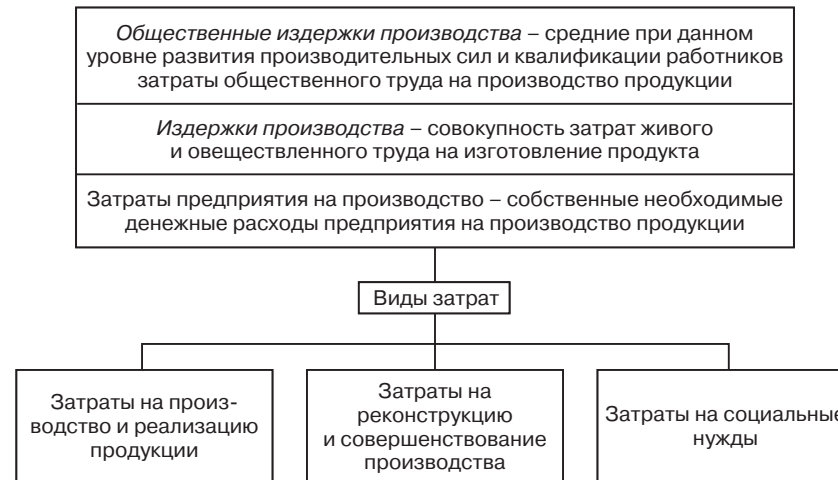 Общественные издержки производства – средние при данном
уровне развития производительных сил и квалификации работников
затраты общественного труда на производство продукции
Издержки производства – совокупность затрат живого
и овеществленного труда на изготовление продукта
Затраты предприятия на производство – собственные необходимые
денежные расходы предприятия на производство продукции
Виды затрат
Затраты на произ-
водство и реализацию
продукции
Затраты на
реконструкцию
и совершенствование
производства
Затраты на социальные
нужды